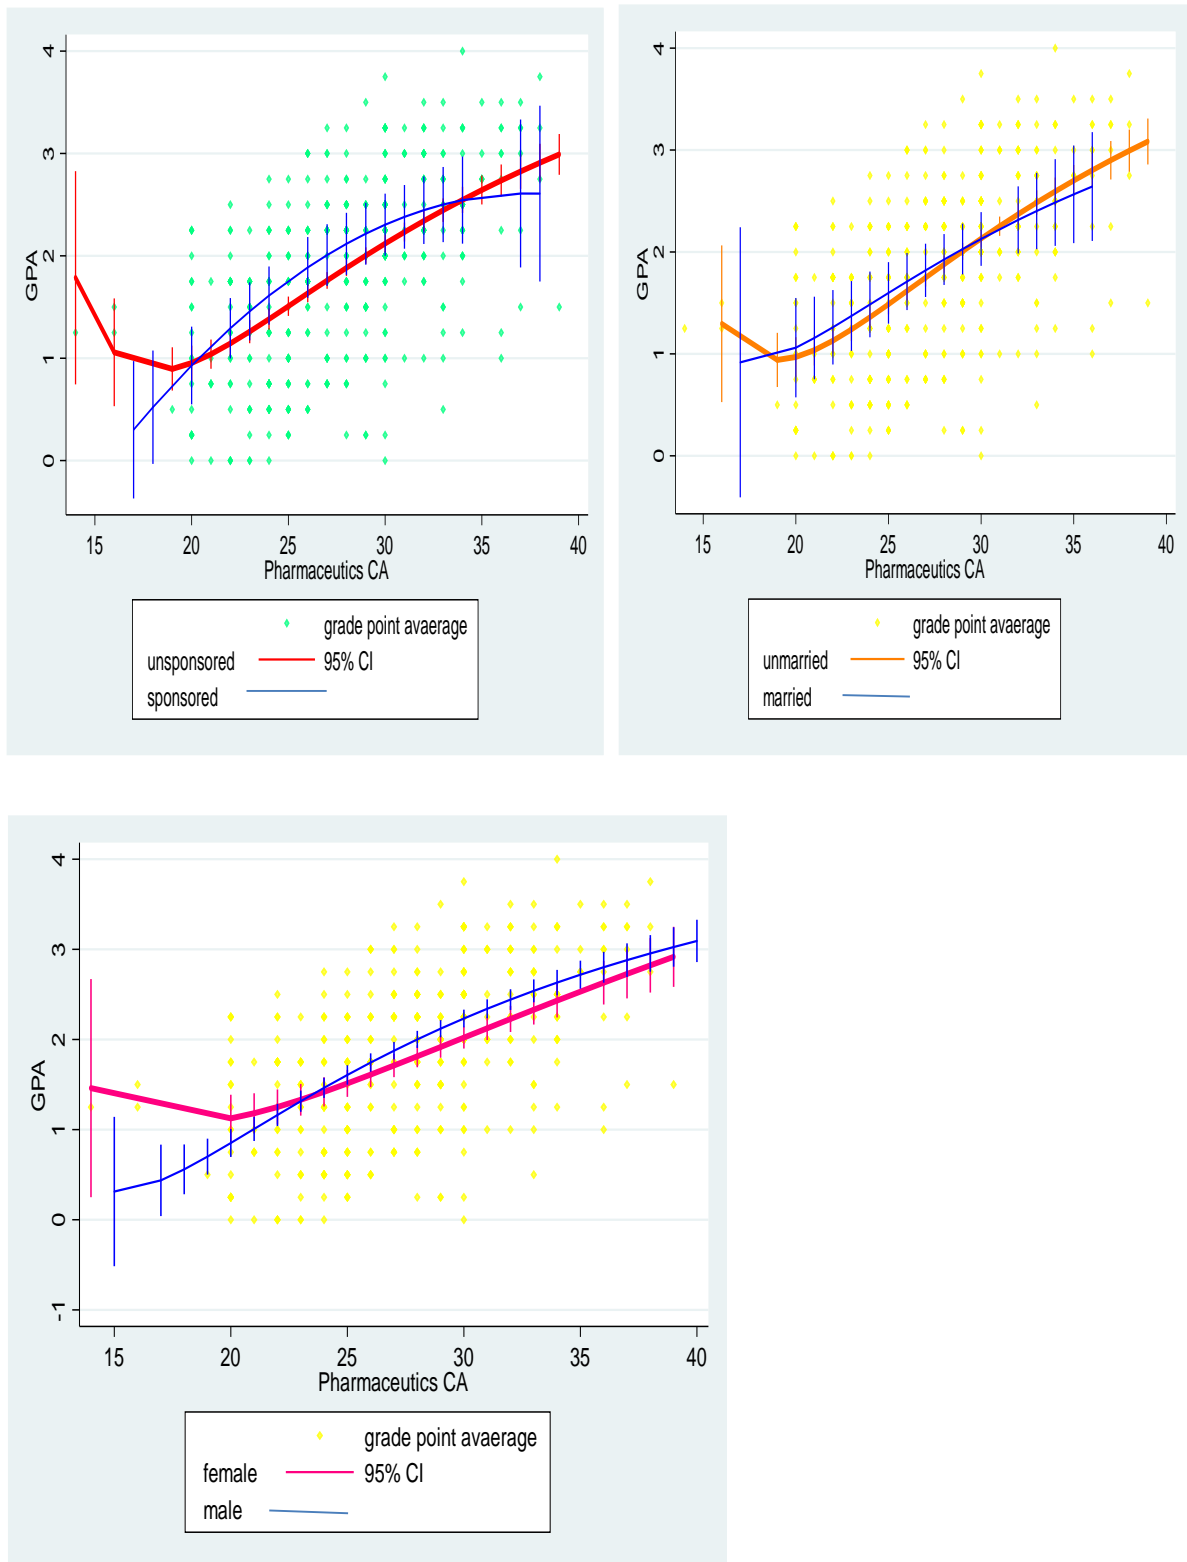 4
3
2
1
0
GPA
15 20 25 30 35 40
Pharmaceutics CA
grade point avaerage
unsponsored 95% CI
sponsored
4
3
2
1
0
GPA
15 20 25 30 35 40
Pharmaceutics CA
grade point avaerage
unmarried 95% CI
married
4
3
2
1
0
-1
GPA
15 20 25 30 35 40
Pharmaceutics CA
grade point avaerage
female 95% CI
male